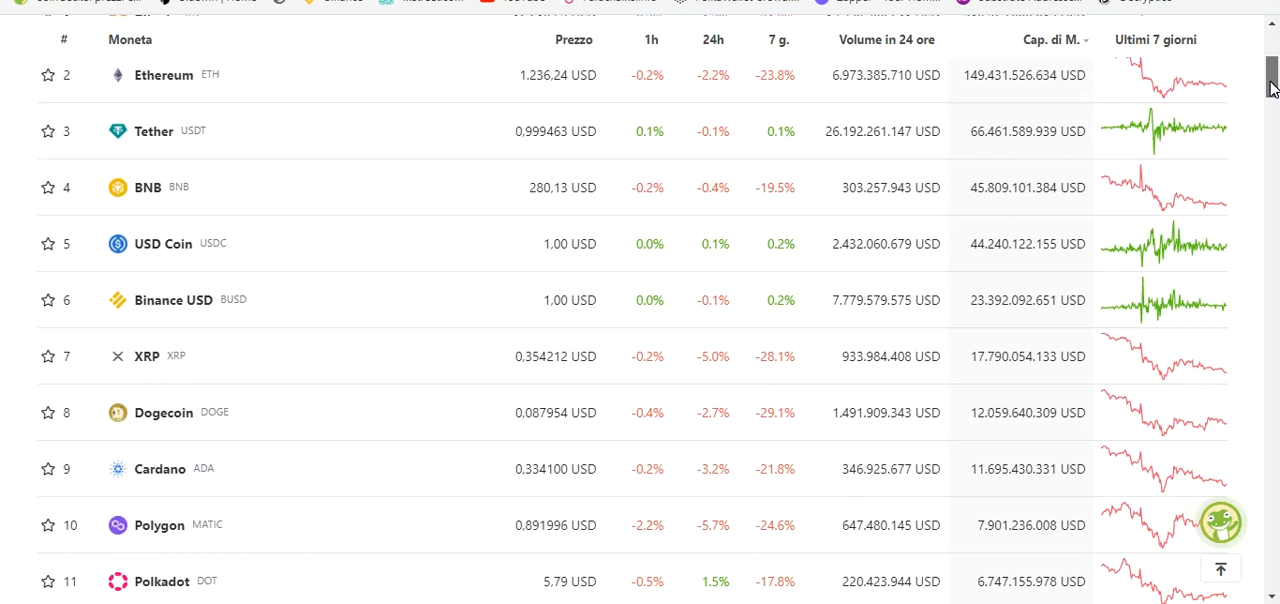 # Moneta Prezzo 1h 24h 7 g. Volume in 24 ore Cap. di M. Ultimi 7 giorni
2 Ethereum ETH 1.236,24 USD -0.2% -2.2% -23.8% 6.973.385.710 USD 149.431.526.634 USD
3 Tether USDT 0,999463 USD 0.1% -0.1% 0.1% 26.192.261.147 USD 66.461.589.939 USD
4 BNB BNB 280,13 USD -0.2% -0.4% -19.5% 303.257.943 USD 45.809.101.384 USD
5 USD Coin USDC 1,00 USD 0.0% 0.1% 0.2% 2.432.060.679 USD 44.240.122.155 USD
6 Binance USD BUSD 1,00 USD 0.0% -0.1% 0.2% 7.779.579.575 USD 23.392.092.651 USD
7 XRP XRP 0,354212 USD -0.2% -5.0% -28.1% 933.984.408 USD 17.790.054.133 USD
8 Dogecoin DOGE 0,087954 USD -0.4% -2.7% -29.1% 1.491.909.343 USD 12.059.640.309 USD
9 Cardano ADA 0,334100 USD -0.2% -3.2% -21.8% 346.925.677 USD 11.695.430.331 USD
10 Polygon MATIC 0,891996 USD -2.2% -5.7% -24.6% 647.480.145 USD 7.901.236.008 USD
11 Polkadot DOT 5,79 USD -0.5% 1.5% -17.8% 220.423.944 USD 6.747.155.978 USD